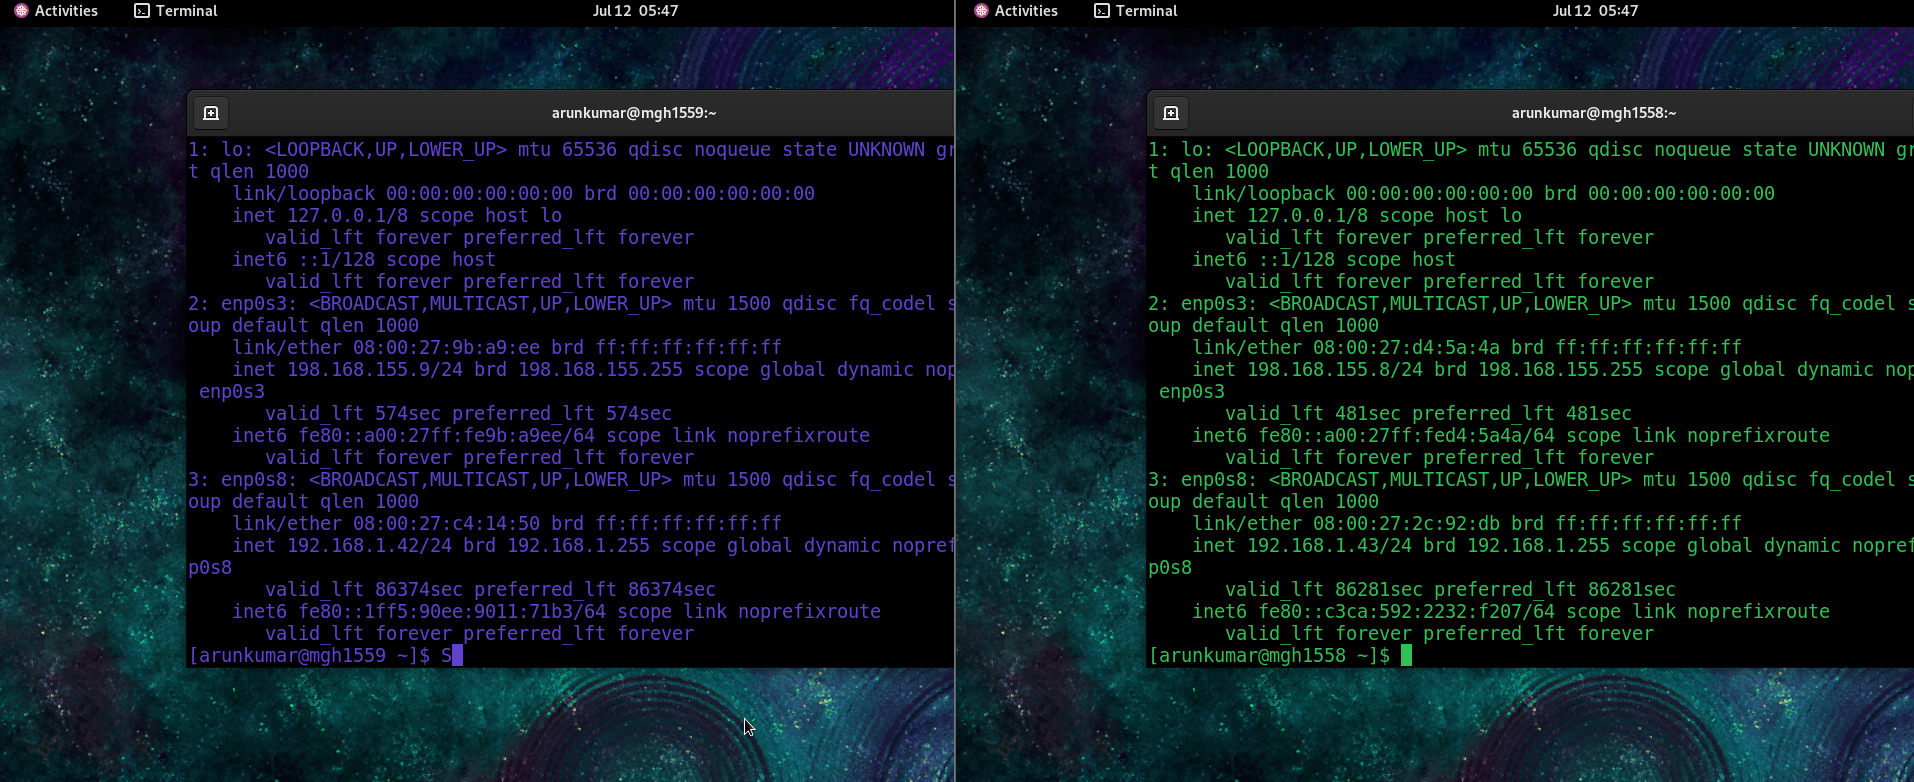 Activities
Terminal
Jul 12 05:47
arunkumar@mgh1559:~
1: lo: <LOOPBACK,UP,LOWER_UP> mtu 65536 qdisc noqueue state UNKNOWN gr
t qlen 1000
link/loopback 00:00:00:00:00:00 brd 00:00:00:00:00:00
inet 127.0.0.1/8 scope host lo
valid_lft forever preferred_lft forever
inet6 ::1/128 scope host
valid_lft forever preferred_lft forever
2: enp0s3: <BROADCAST,MULTICAST,UP,LOWER_UP> mtu 1500 qdisc fq_codel s
oup default qlen 1000
link/ether 08:00:27:9b:a9:ee brd ff:ff:ff:ff:ff:ff
inet 198.168.155.9/24 brd 198.168.155.255 scope global dynamic nop
enp0s3
valid_lft 574sec preferred_lft 574sec
inet6 fe80::a00:27ff:fe9b:a9ee/64 scope link noprefixroute
valid_lft forever preferred_lft forever
3: enp0s8: <BROADCAST,MULTICAST,UP,LOWER_UP> mtu 1500 qdisc fq_codel s
oup default qlen 1000
link/ether 08:00:27:c4:14:50 brd ff:ff:ff:ff:ff:ff
inet 192.168.1.42/24 brd 192.168.1.255 scope global dynamic nopref
p0s8
valid_lft 86374sec preferred_lft 86374sec
inet6 fe80::1ff5:90ee:9011:71b3/64 scope link noprefixroute
valid_lft forever preferred_lft forever
[arunkumar@mgh1559 ~]$ S
Activities
Terminal
Jul 12 05:47
arunkumar@mgh1558:~
1: lo: <LOOPBACK,UP,LOWER_UP> mtu 65536 qdisc noqueue state UNKNOWN gr
t qlen 1000
link/loopback 00:00:00:00:00:00 brd 00:00:00:00:00:00
inet 127.0.0.1/8 scope host lo
valid_lft forever preferred_lft forever
inet6 ::1/128 scope host
valid_lft forever preferred_lft forever
2: enp0s3: <BROADCAST,MULTICAST,UP,LOWER_UP> mtu 1500 qdisc fq_codel s
oup default qlen 1000
link/ether 08:00:27:d4:5a:4a brd ff:ff:ff:ff:ff:ff
inet 198.168.155.8/24 brd 198.168.155.255 scope global dynamic nop
enp0s3
valid_lft 481sec preferred_lft 481sec
inet6 fe80::a00:27ff:fed4:5a4a/64 scope link noprefixroute
valid_lft forever preferred_lft forever
3: enp0s8: <BROADCAST,MULTICAST,UP,LOWER_UP> mtu 1500 qdisc fq_codel s
oup default qlen 1000
link/ether 08:00:27:2c:92:db brd ff:ff:ff:ff:ff:ff
inet 192.168.1.43/24 brd 192.168.1.255 scope global dynamic nopref
p0s8
valid_lft 86281sec preferred_lft 86281sec
inet6 fe80::c3ca:592:2232:f207/64 scope link noprefixroute
valid_lft forever preferred_lft forever
[arunkumar@mgh1558 ~]$